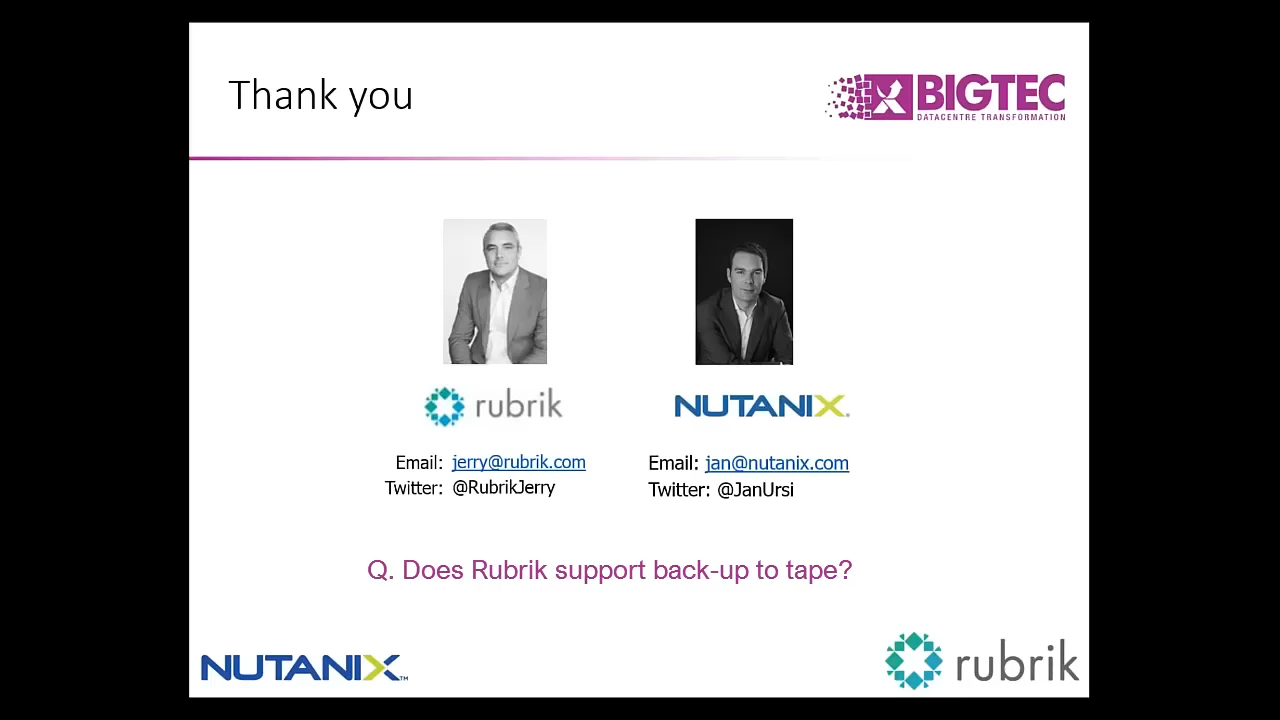 Thank you
BIGTEC
DATACENTRE TRANSFORMATION
rubrik
NUTANIX.
Email: jerry@rubrik.com
Twitter: @RubrikJerry
Email: jan@nutanix.com
Twitter: @JanUrsi
Q. Does Rubrik support back-up to tape?
NUTANIX™
rubrik